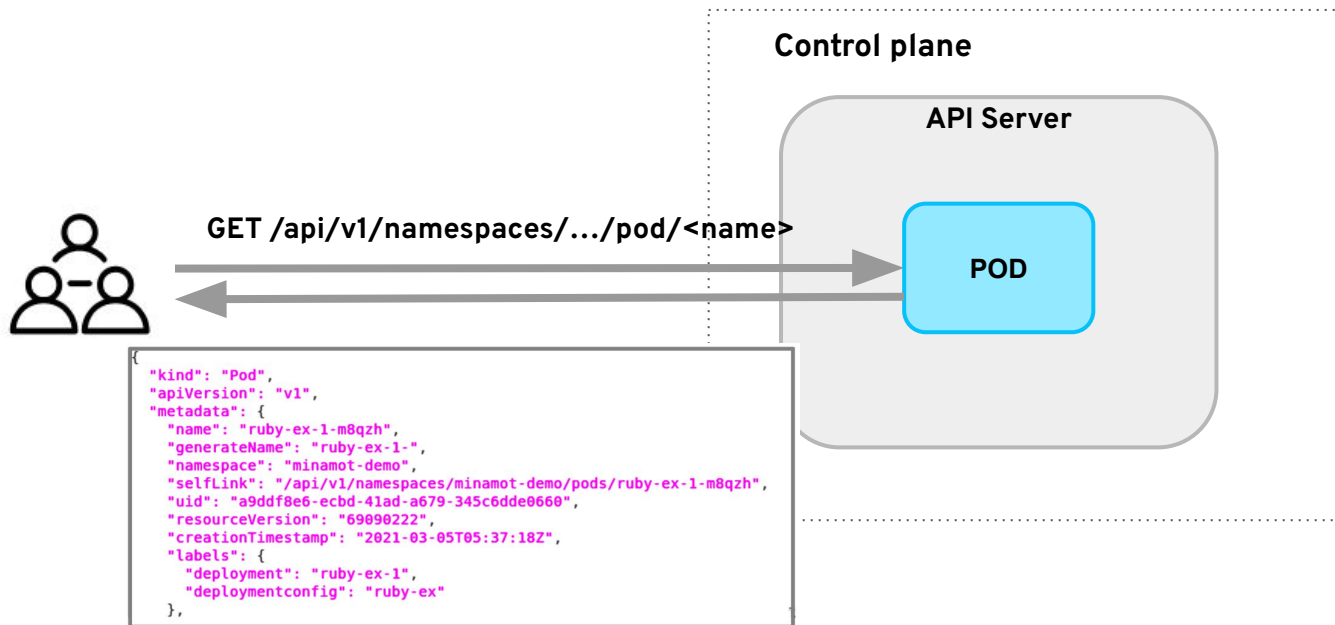 Control plane
API Server
GET /api/v1/namespaces/.../pod/<name>
POD
{
"kind": "Pod",
"apiVersion": "v1",
"metadata": {
"name": "ruby-ex-1-m8qzh",
"generateName": "ruby-ex-1-",
"namespace": "minamot-demo",
"selfLink": "/api/v1/namespaces/minamot-demo/pods/ruby-ex-1-m8qzh",
"uid": "a9ddf8e6-ecbd-41ad-a679-345c6dde0660",
"resourceVersion": "69090222",
"creationTimestamp": "2021-03-05T05:37:18Z",
"labels": {
"deployment": "ruby-ex-1",
"deploymentconfig": "ruby-ex"
},